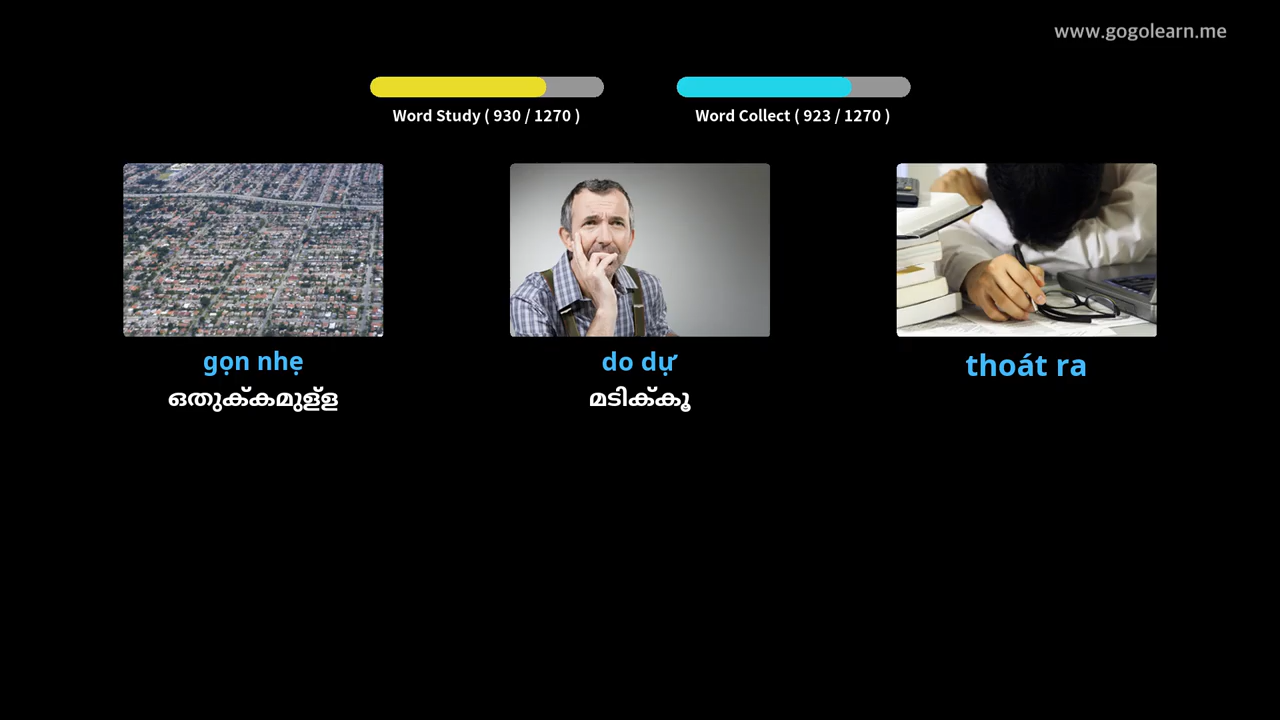 www.gogolearn.me
Word Study ( 930 / 1270 )
Word Collect ( 923 / 1270 )
gọn nhẹ
ഒതുക്കമുള്ള
do dự
മടിക്കൂ
thoát ra